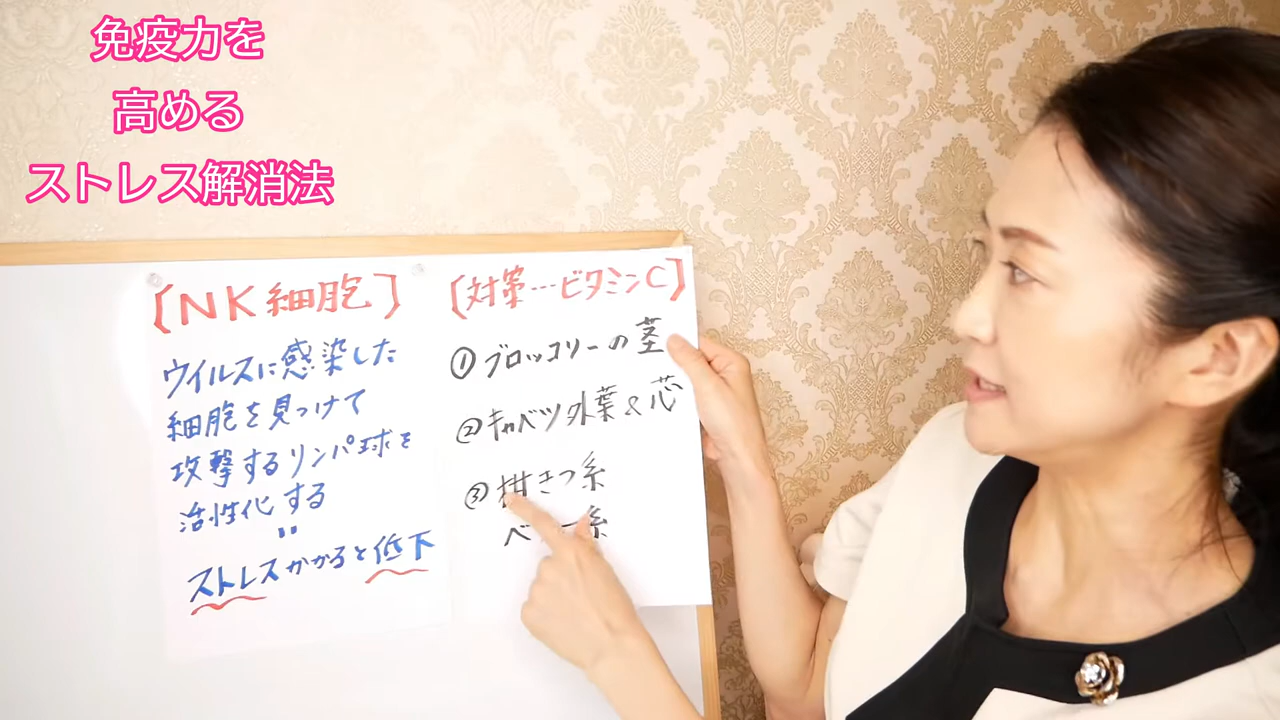 免疫力を
高める
ストレス解消法
〔NK細胞〕
ウイルスに感染した
細胞を見つけて
攻撃するリンパ球を
活性化する
〃
ストレスかかると低下
〔対策…ビタミンC〕
①ブロッコリーの茎
②キャベツ外葉&芯
③柑きつ系
系